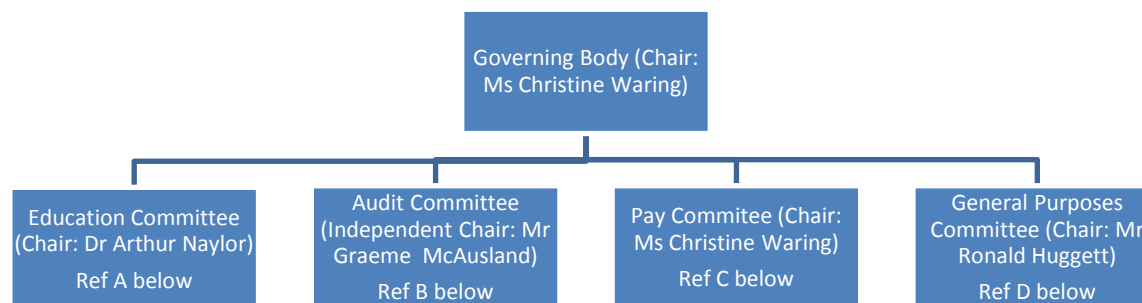 Governing Body (Chair:
Ms Christine Waring)
Education Committee
(Chair: Dr Arthur Naylor)
Ref A below
Audit Committee
(Independent Chair: Mr
Graeme McAusland)
Ref B below
Pay Commitee (Chair:
Ms Christine Waring)
Ref C below
General Purposes
Committee (Chair: Mr
Ronald Huggett)
Ref D below